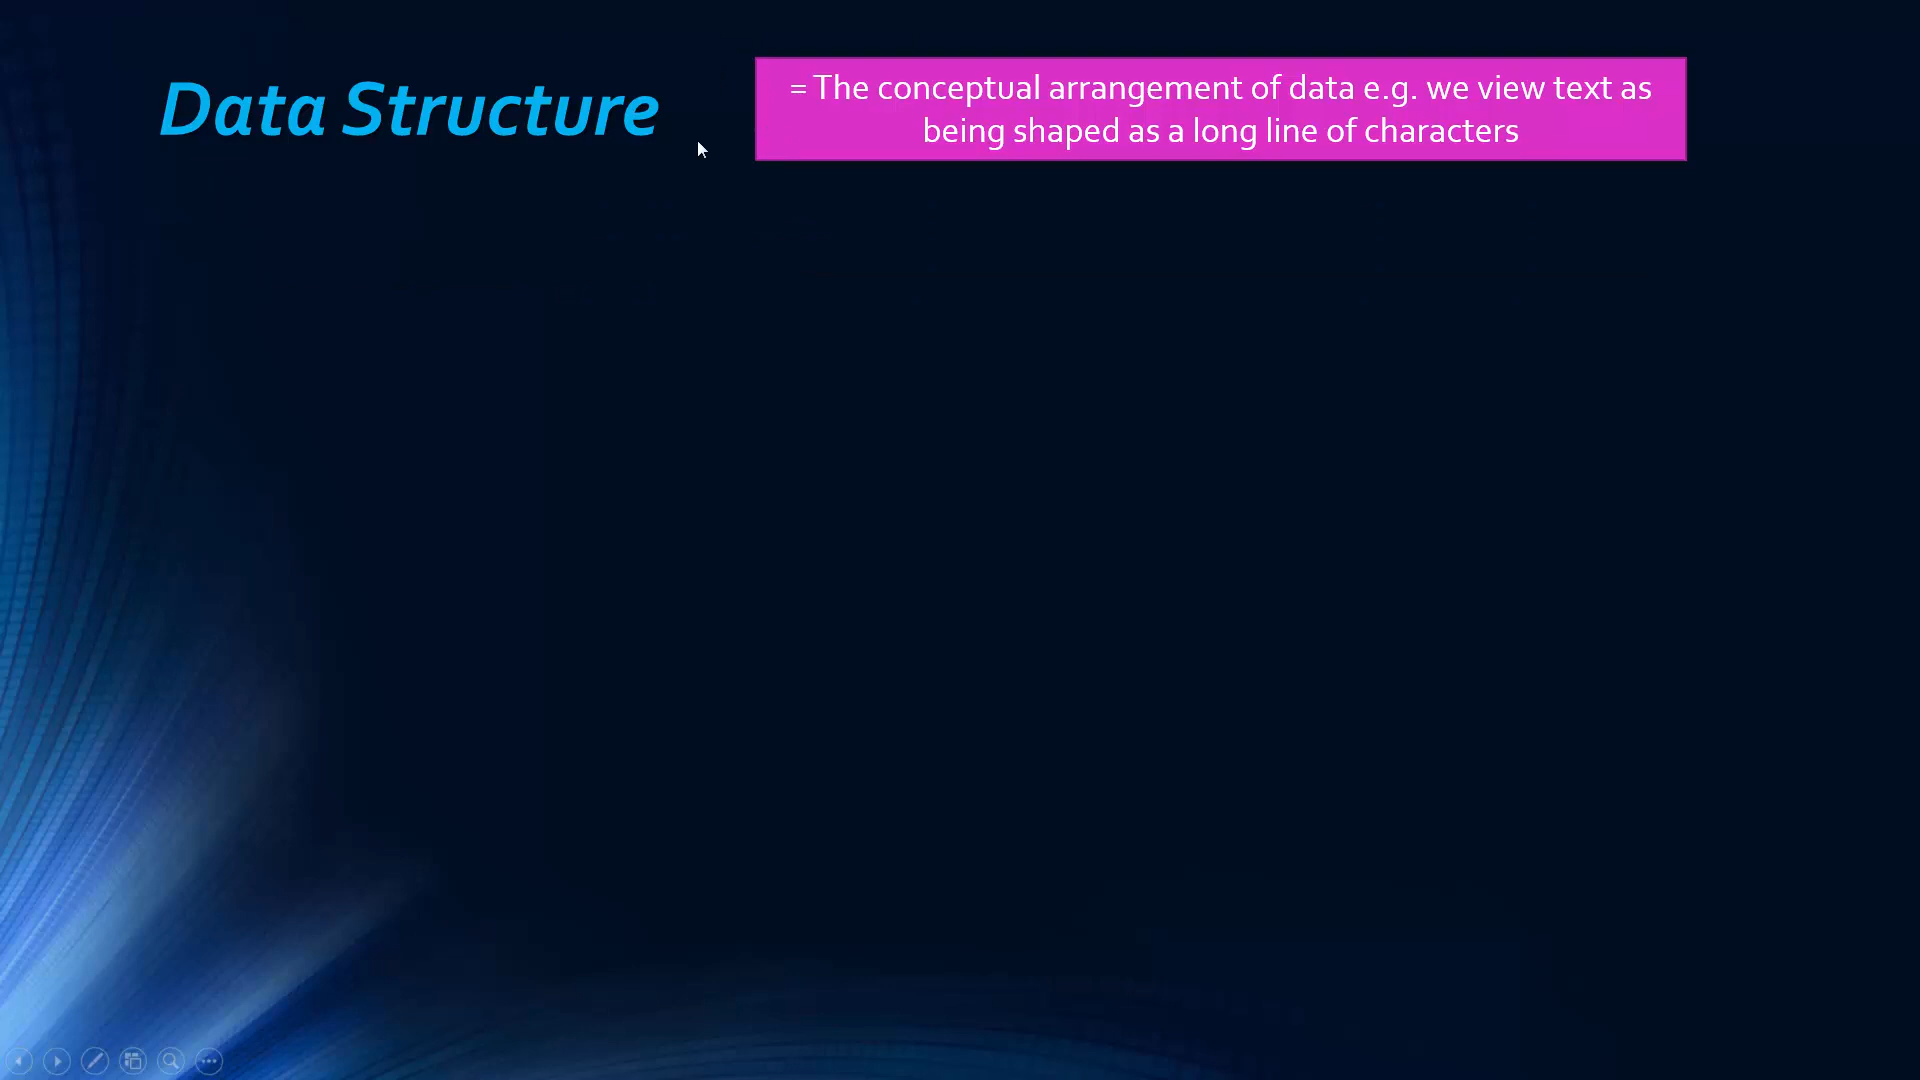 Data Structure
= The conceptual arrangement of data e.g. we view text as
being shaped as a long line of characters